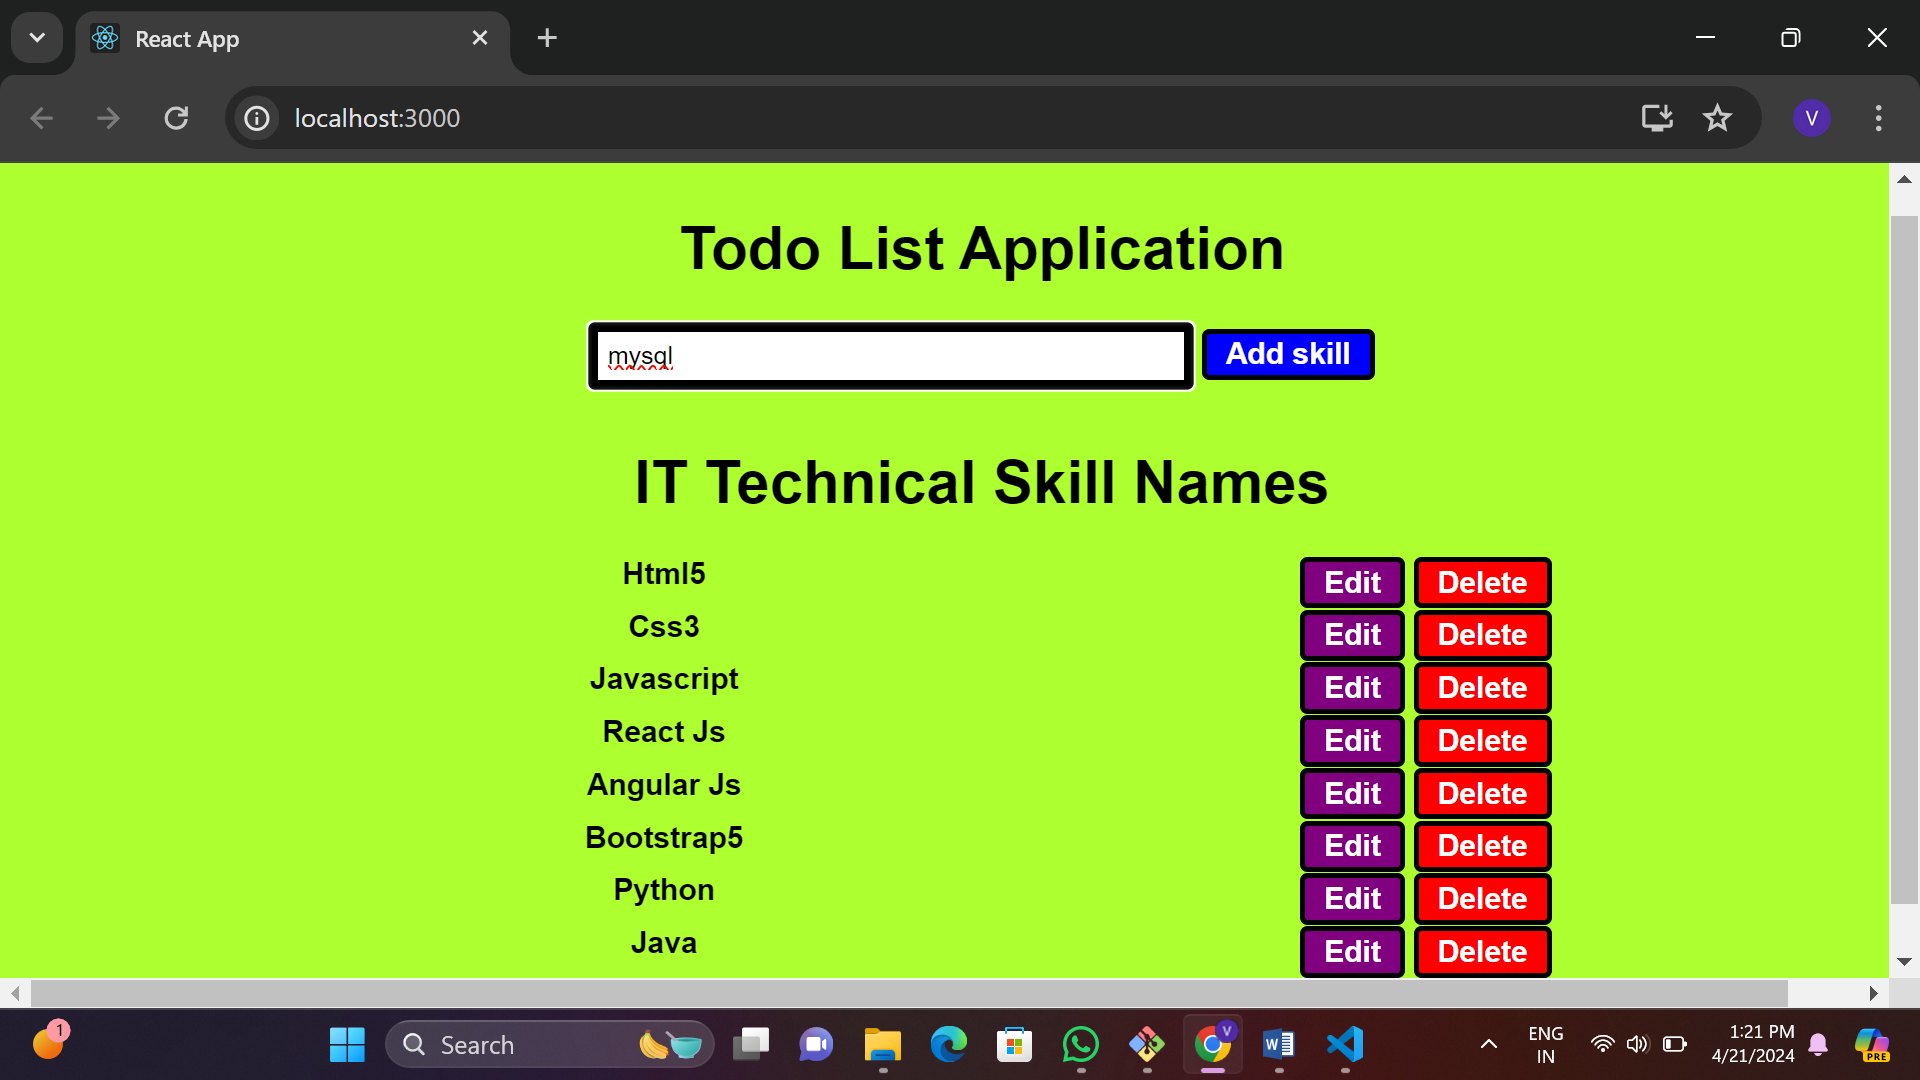 React App
localhost:3000
V
Todo List Application
mysql
Add skill
IT Technical Skill Names
Html5 Edit Delete
Css3 Edit Delete
Javascript Edit Delete
React Js Edit Delete
Angular Js Edit Delete
Bootstrap5 Edit Delete
Python Edit Delete
Java Edit Delete
1
Search
V
W
ENG
IN
1:21 PM
4/21/2024
PRE